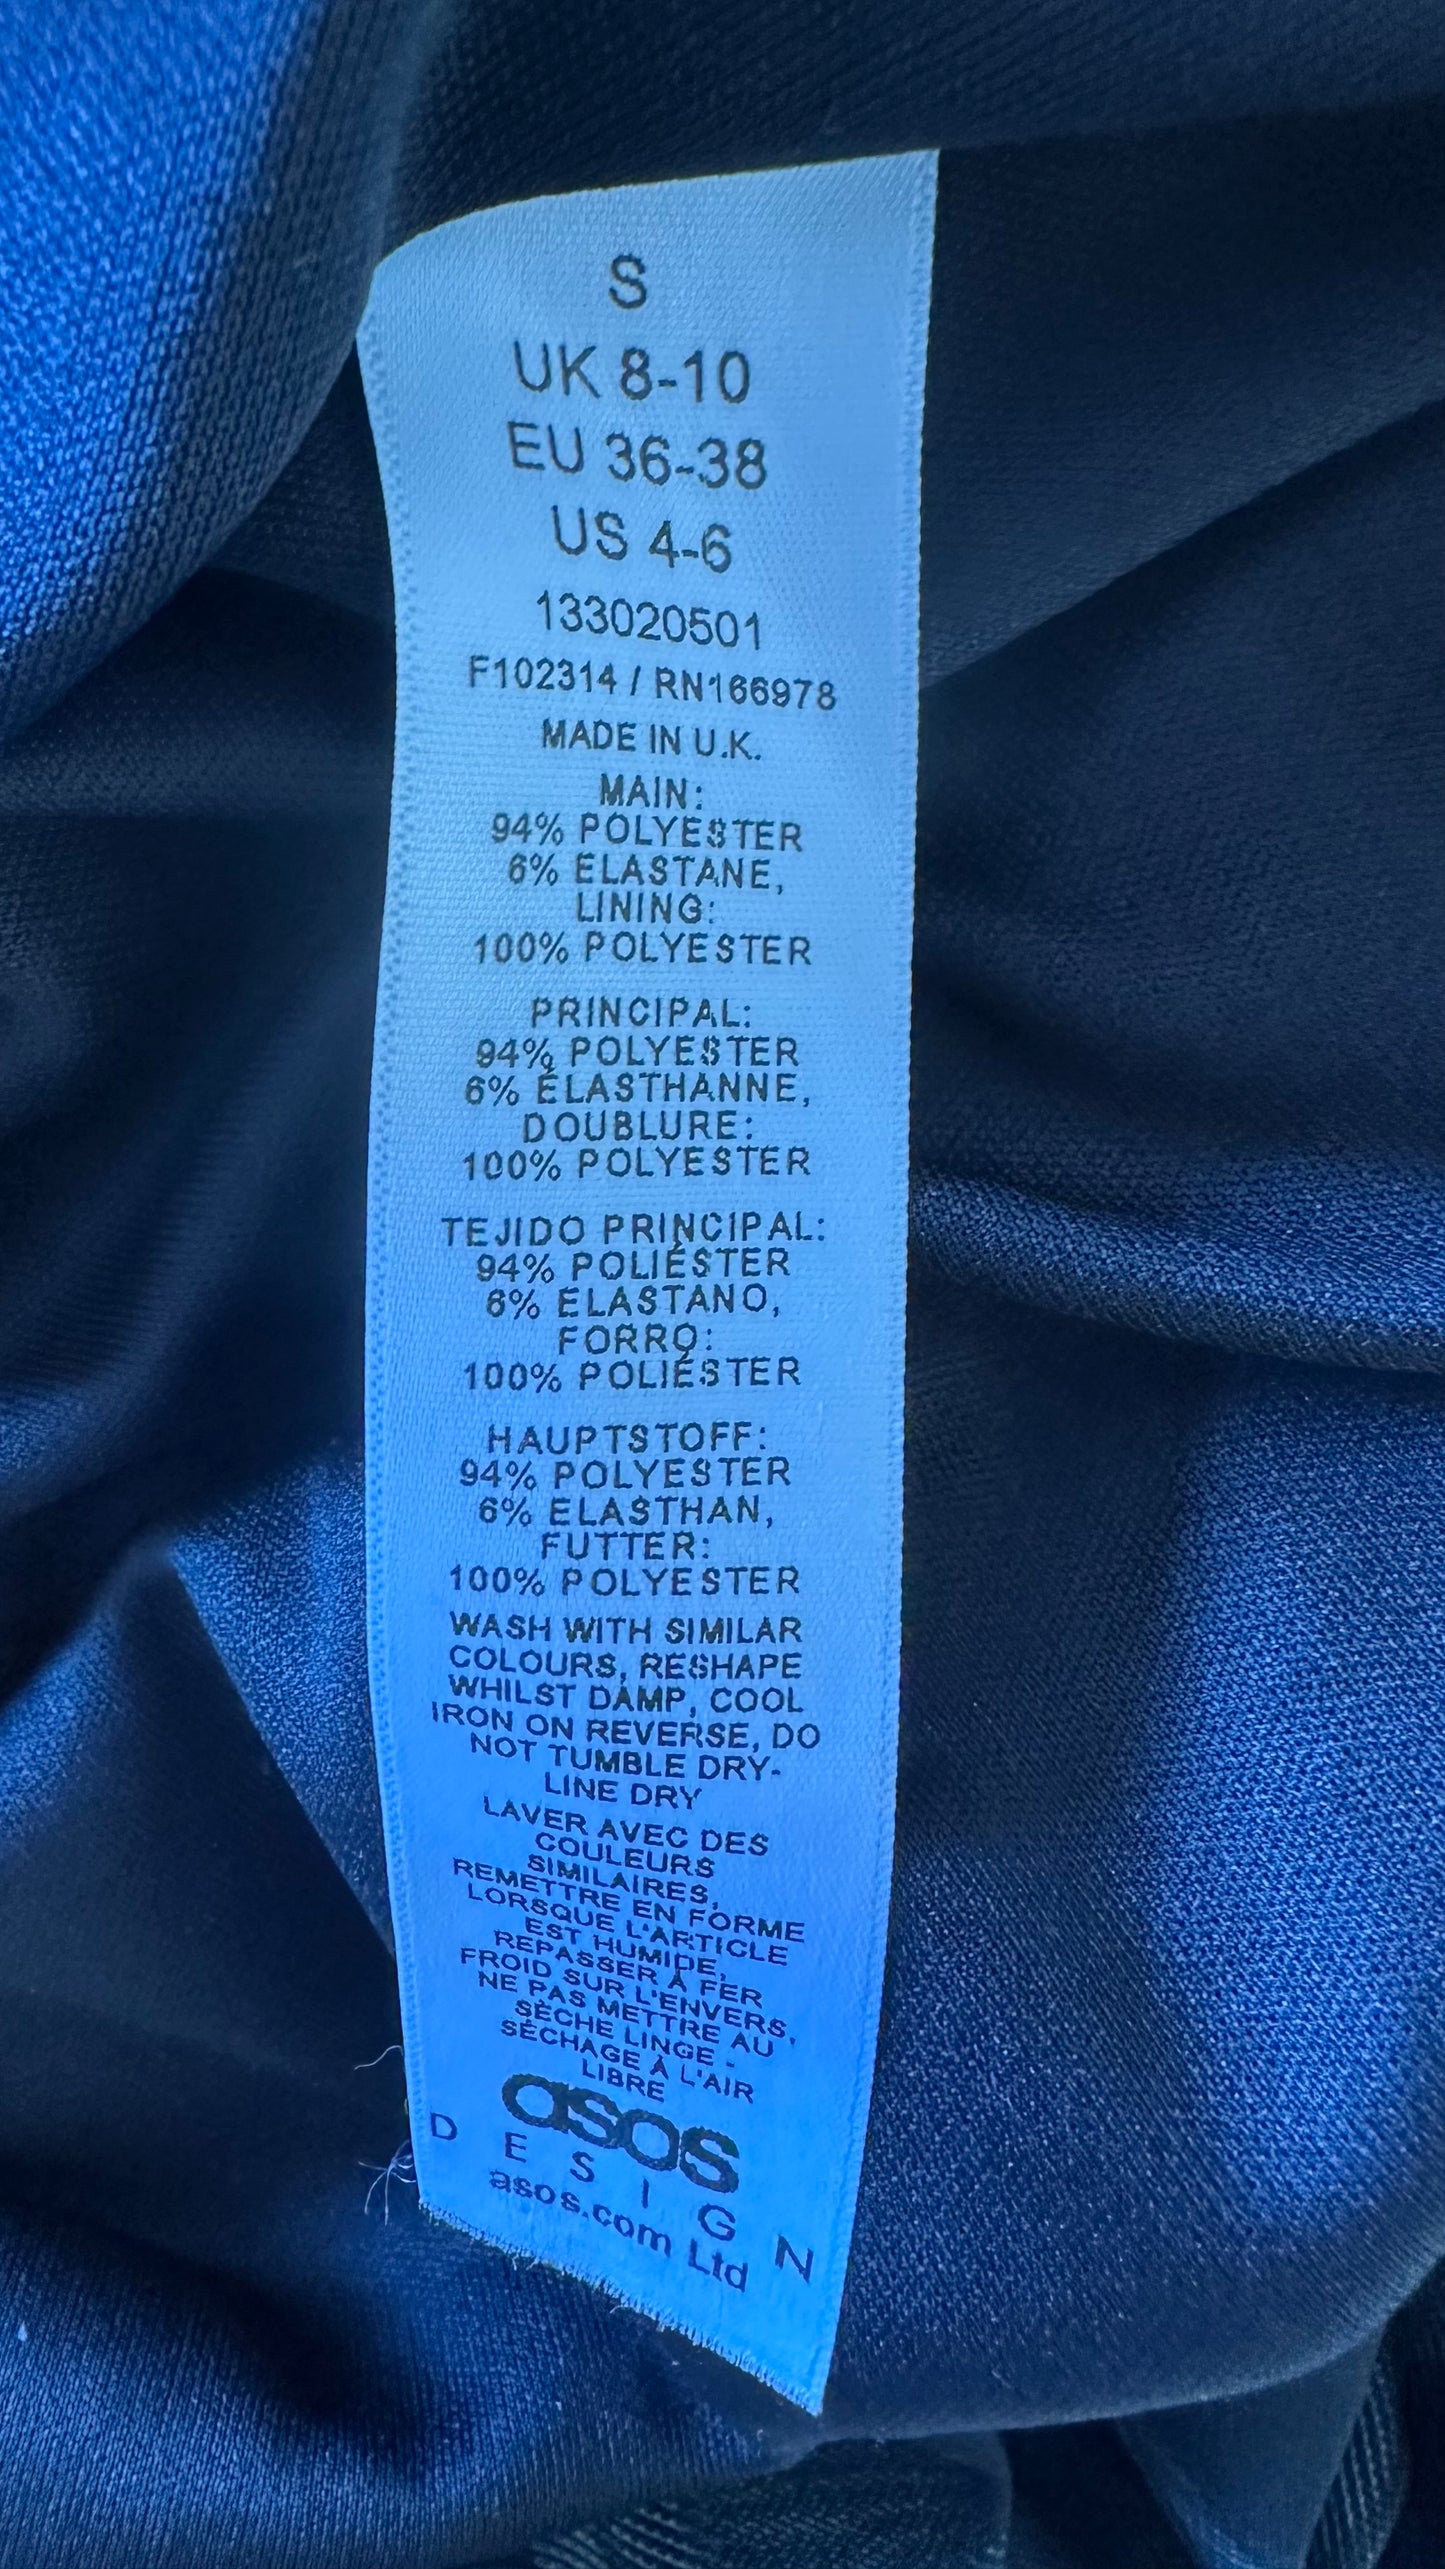 S
UK 8-10
EU 36-38
US 4-6
133020501
F102314 / RN166978
MADE IN U.K.
MAIN:
94% POLYESTER
6% ELASTANE,
LINING:
100% POLYESTER
PRINCIPAL:
94% POLYESTER
6% ÉLASTHANNE,
DOUBLURE:
100% POLYESTER
TEJIDO PRINCIPAL:
94% POLIÉSTER
6% ELASTANO,
FORRO:
100% POLIÉSTER
HAUPTSTOFF:
94% POLYESTER
6% ELASTHAN,
FUTTER:
100% POLYESTER
WASH WITH SIMILAR
COLOURS, RESHAPE
WHILST DAMP, COOL
IRON ON REVERSE, DO
NOT TUMBLE DRY-
LINE DRY
LAVER AVEC DES
COULEURS
SIMILAIRES,
REMETTRE EN FORME
LORSQUE L'ARTICLE
EST HUMIDE,
REPASSER À FER
FROID SUR L'ENVERS,
NE PAS METTRE AU
SÈCHE LINGE -
SÉCHAGE À L'AIR
LIBRE
asos
DESIGN
asos.com Ltd